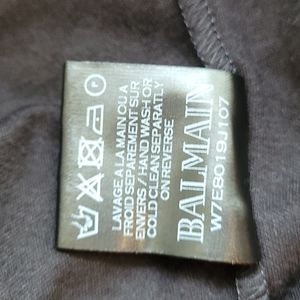 LAVAGE A LA MAIN OU A
FROID SEPAREMENT SUR
ENVERS / HAND WASH OR
COLD CLEAN SEPARATLY
ON REVERSE
BALMAIN
W7E8019J107